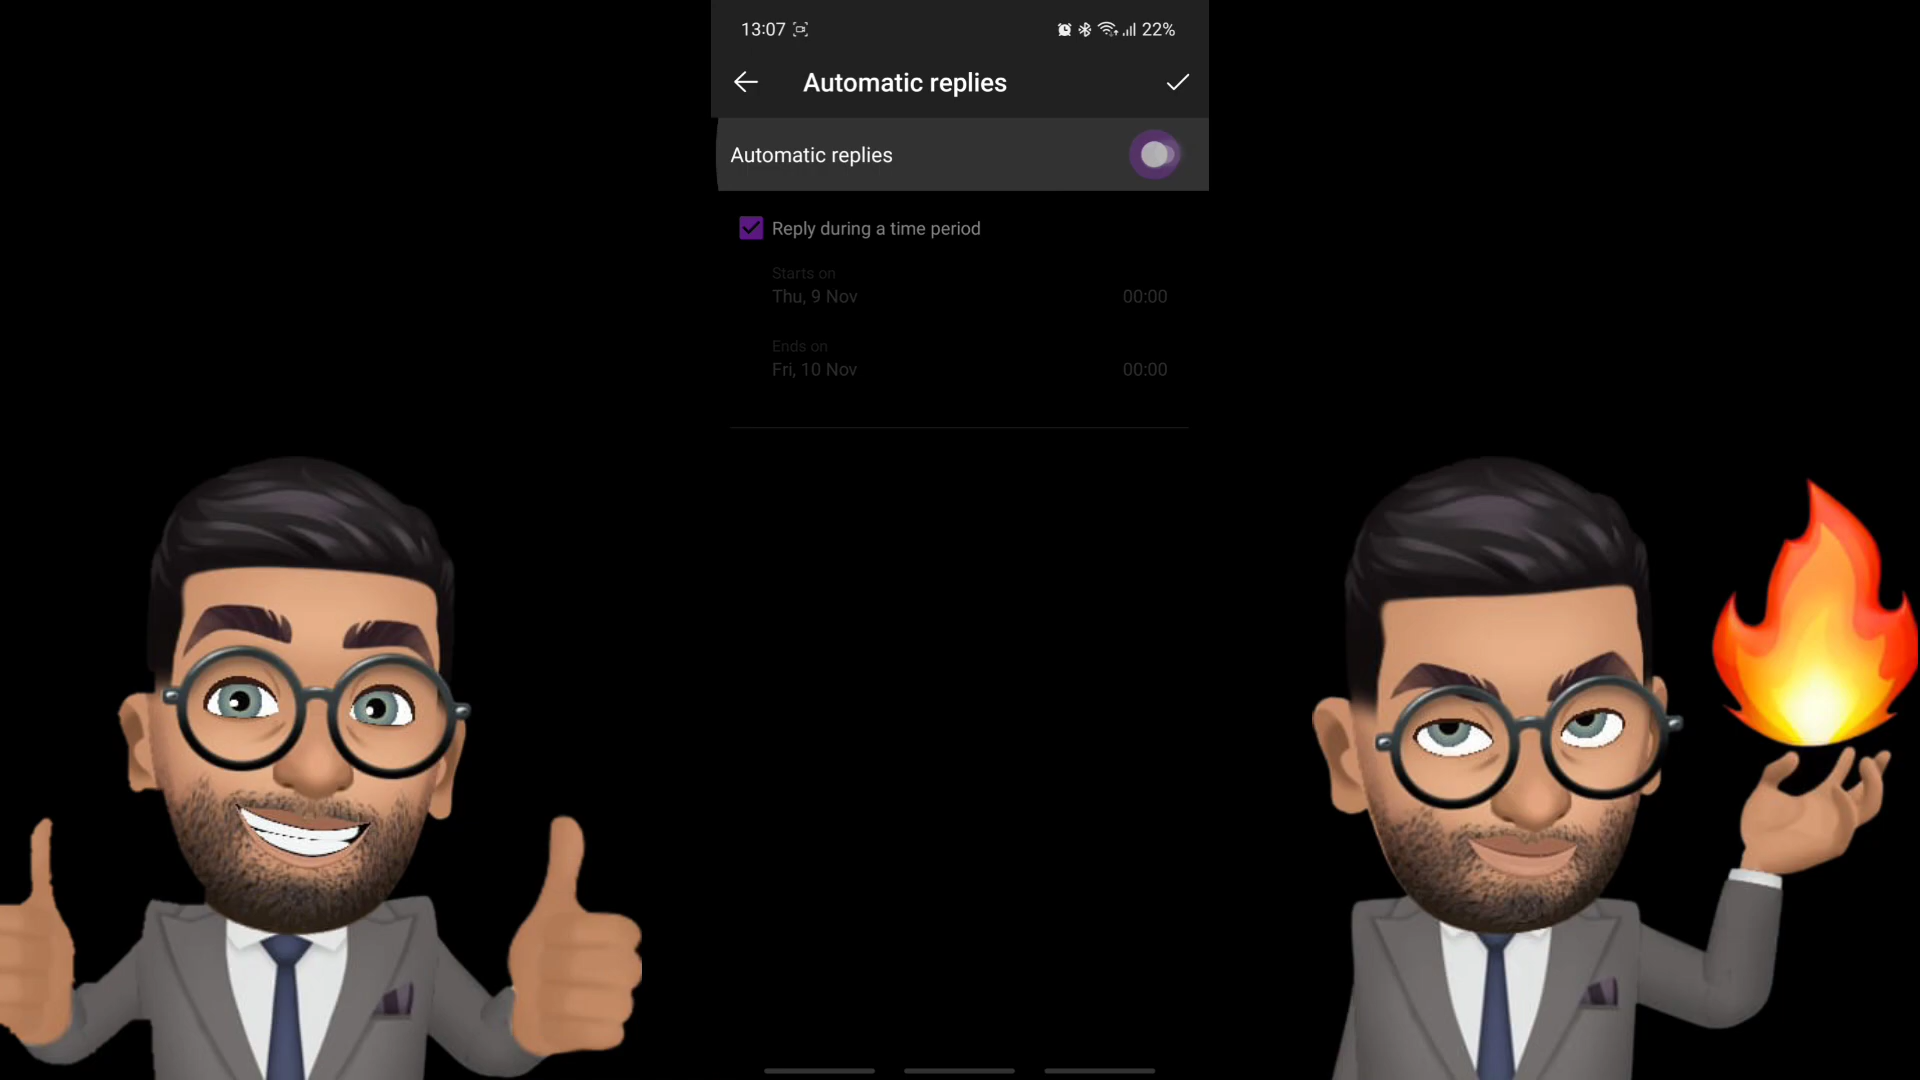 13:07 22%
Automatic replies
Automatic replies
Reply during a time period
Starts on
Thu, 9 Nov 00:00
Ends on
Fri, 10 Nov 00:00